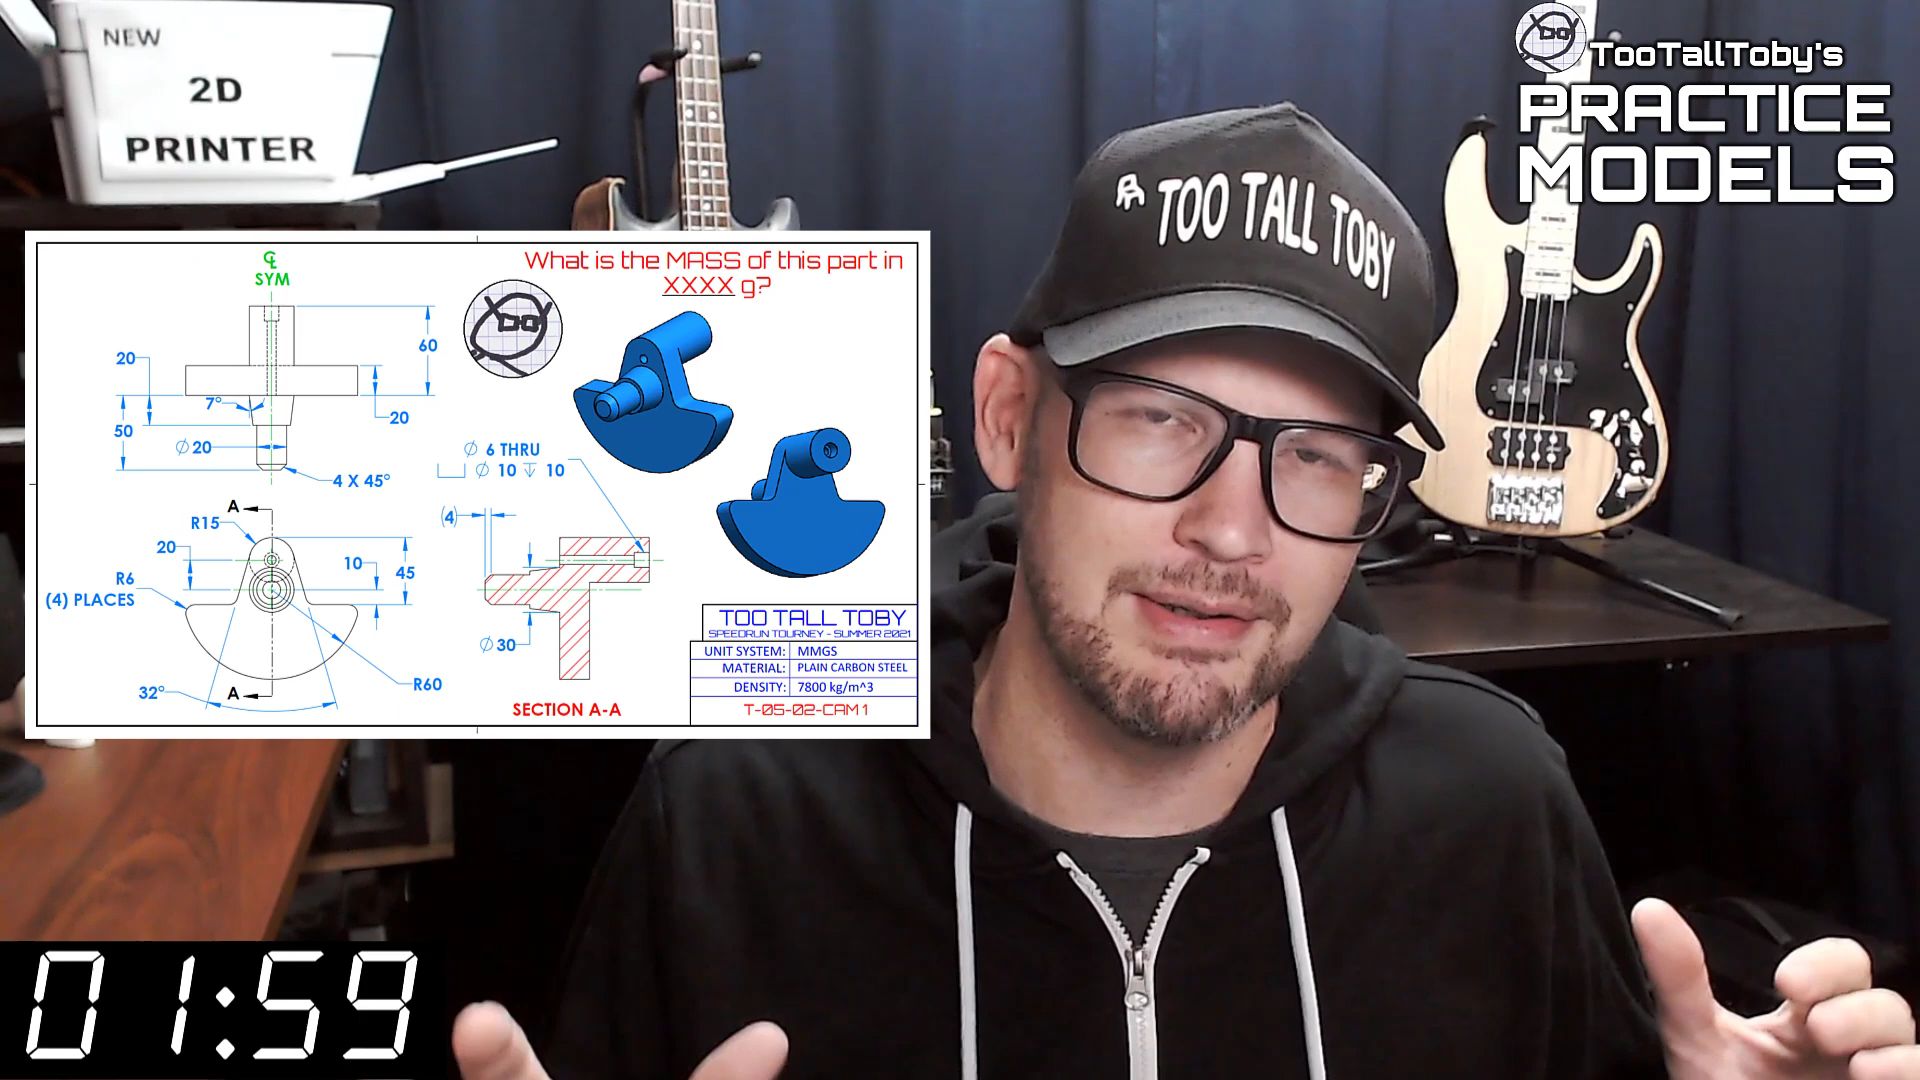 NEW
2D
PRINTER
TooTallToby's
PRACTICE
MODELS
TOO TALL TOBY
℄
SYM
What is the MASS of this part in
XXXX g?
20
60
7°
20
50
∅ 20
4 X 45°
∅ 6 THRU
⌴ ∅ 10 ↧ 10
A
R15
(4)
20
10
45
R6
(4) PLACES
∅ 30
A
32°
R60
SECTION A-A
TOO TALL TOBY
SPEEDRUN TOURNEY - SUMMER 2021
UNIT SYSTEM: MMGS
MATERIAL: PLAIN CARBON STEEL
DENSITY: 7800 kg/m^3
T-05-02-CAM 1
01:59